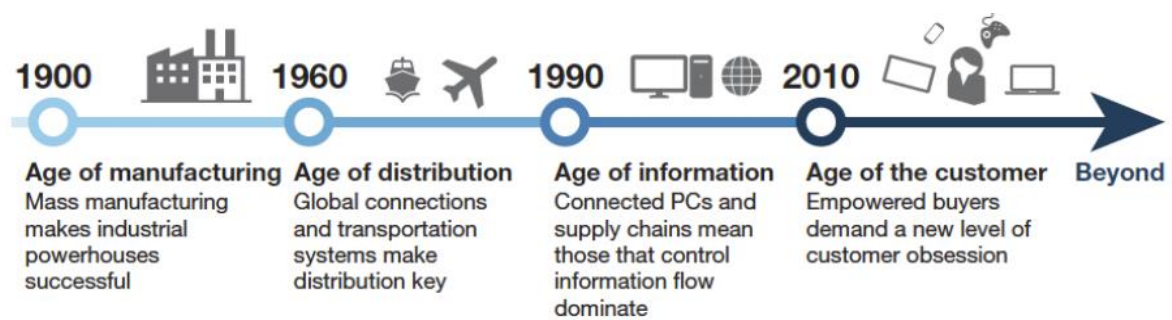 1900
1960
1990
2010
Age of manufacturing
Mass manufacturing
makes industrial
powerhouses
successful
Age of distribution
Global connections
and transportation
systems make
distribution key
Age of information
Connected PCs and
supply chains mean
those that control
information flow
dominate
Age of the customer
Empowered buyers
demand a new level of
customer obsession
Beyond